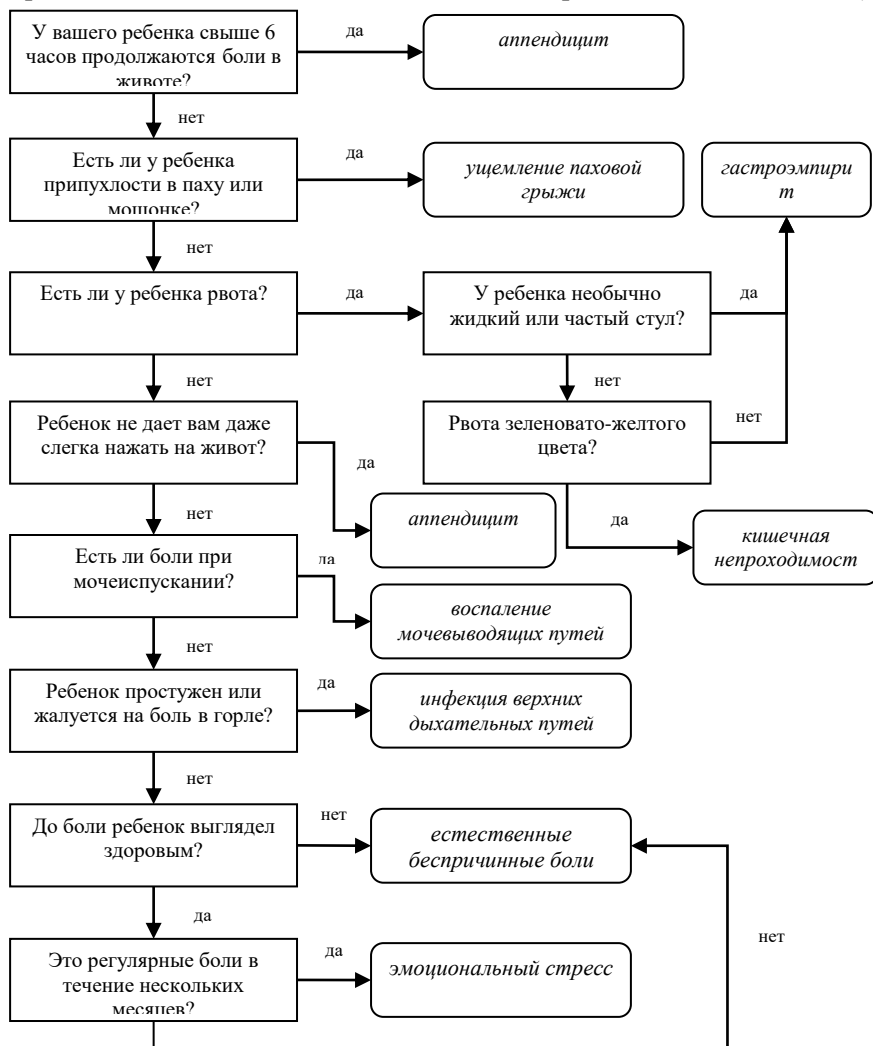 У вашего ребенка свыше 6
часов продолжаются боли в
животе?
да
аппендицит
нет
Есть ли у ребенка
припухлости в паху или
мошонке?
да
ущемление паховой
грыжи
гастроэмпири
т
нет
Есть ли у ребенка рвота?
да
У ребенка необычно
жидкий или частый стул?
да
нет
нет
Ребенок не дает вам даже
слегка нажать на живот?
да
Рвота зеленовато-желтого
цвета?
нет
нет
аппендицит
да
кишечная
непроходимост
Есть ли боли при
мочеиспускании?
да
воспаление
мочевыводящих путей
нет
Ребенок простужен или
жалуется на боль в горле?
да
инфекция верхних
дыхательных путей
нет
До боли ребенок выглядел
здоровым?
нет
естественные
беспричинные боли
да
нет
Это регулярные боли в
течение нескольких
месяцев?
да
эмоциональный стресс